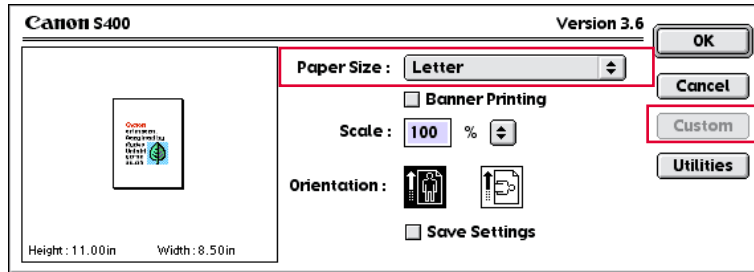 Canon S400
Version 3.6
OK
Paper Size : Letter
Cancel
Banner Printing
Custom
Scale : 100 %
Utilities
Orientation :
Save Settings
Height : 11.00in Width : 8.50in